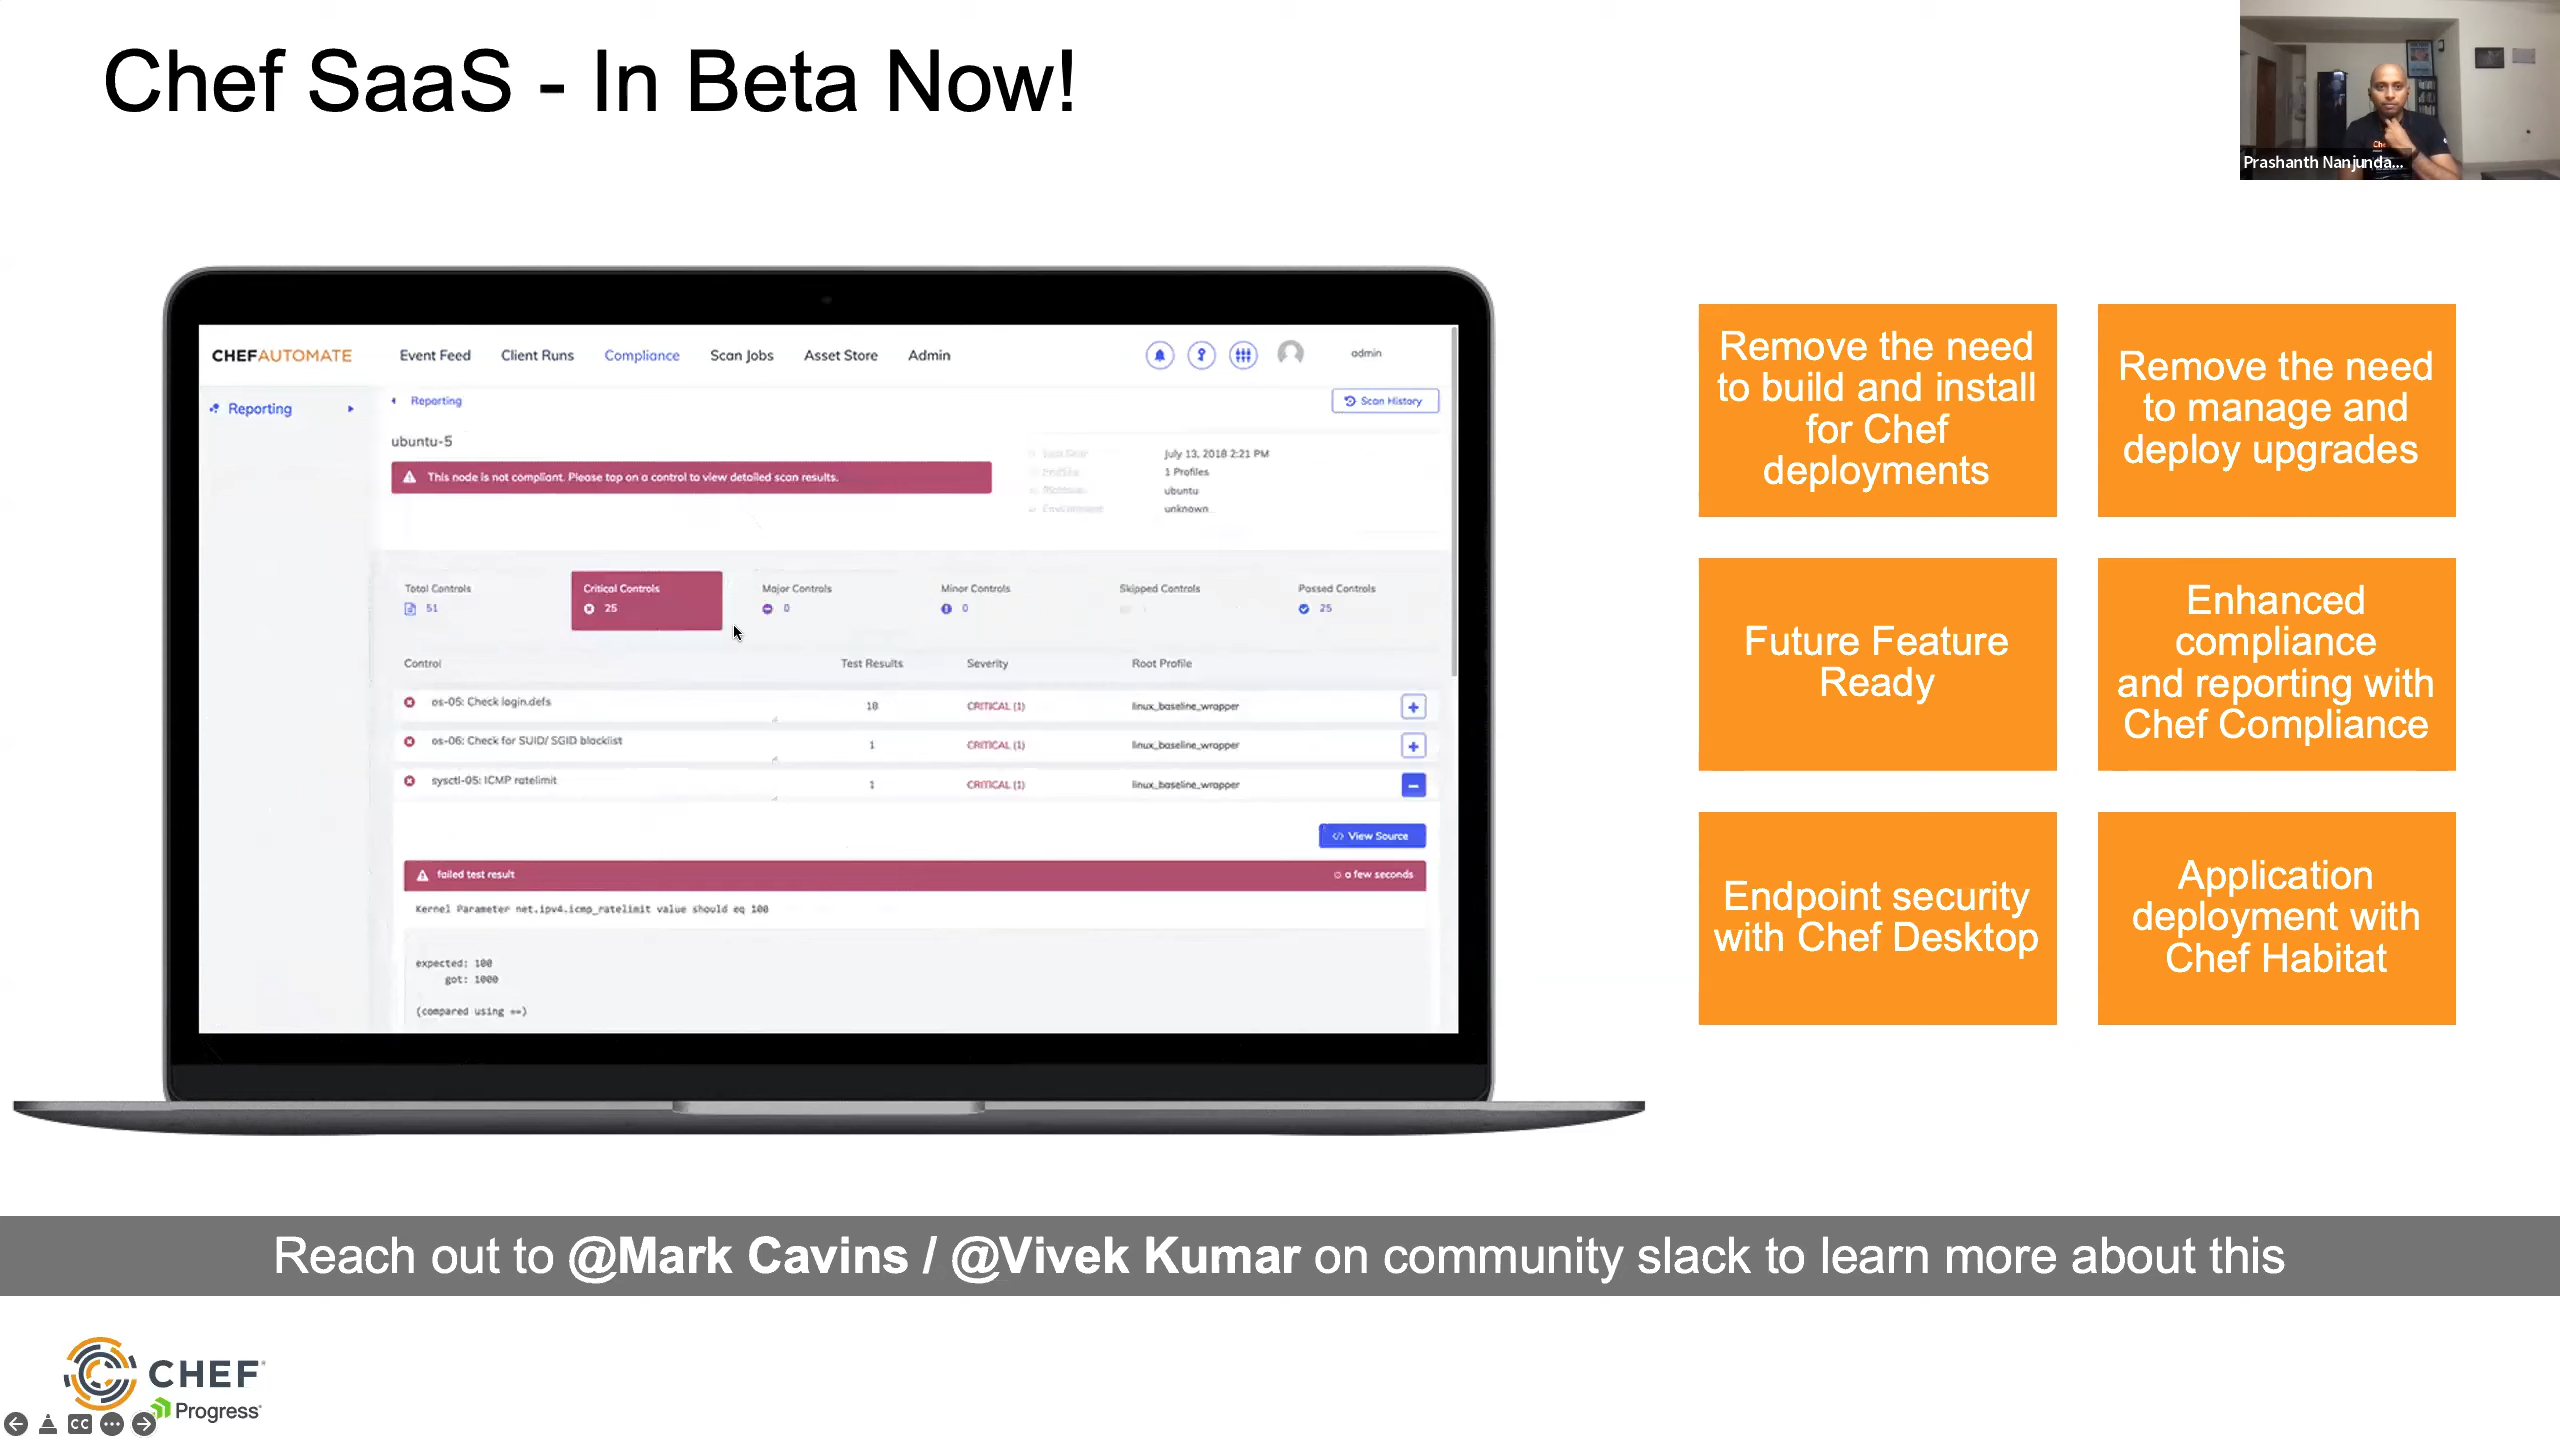 Chef SaaS - In Beta Now!
Prashanth Nanjunda...
CHEFAUTOMATE
Event Feed
Client Runs
Compliance
Scan Jobs
Asset Store
Admin
admin
Reporting
Reporting
Scan History
ubuntu-5
This node is not compliant. Please tap on a control to view detailed scan results.
July 13, 2018 2:21 PM
Profiles
1 Profiles
ubuntu
Environment
unknown
Total Controls
51
Critical Controls
25
Major Controls
0
Minor Controls
0
Skipped Controls
Passed Controls
25
Control Test Results Severity Root Profile
os-05: Check login.defs 18 CRITICAL (1) linux_baseline_wrapper
os-06: Check for SUID/ SGID blacklist 1 CRITICAL (1) linux_baseline_wrapper
sysctl-05: ICMP ratelimit 1 CRITICAL (1) linux_baseline_wrapper
</> View Source
failed test result
a few seconds
Kernel Parameter net.ipv4.icmp_ratelimit value should eq 100
expected: 100
got: 1000
(compared using ==)
Remove the need
to build and install
for Chef
deployments
Remove the need
to manage and
deploy upgrades
Future Feature
Ready
Enhanced
compliance
and reporting with
Chef Compliance
Endpoint security
with Chef Desktop
Application
deployment with
Chef Habitat
Reach out to @Mark Cavins / @Vivek Kumar on community slack to learn more about this
CHEF
Progress
CC